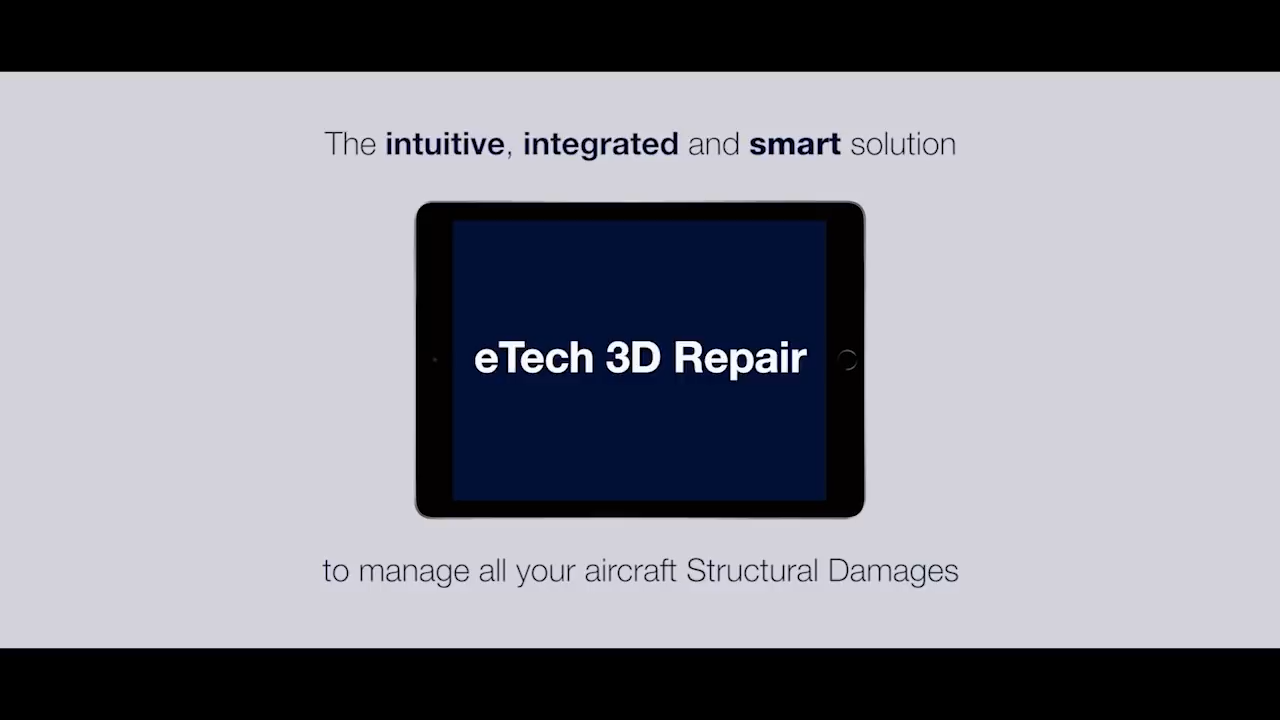 The intuitive, integrated and smart solution
eTech 3D Repair
to manage all your aircraft Structural Damages